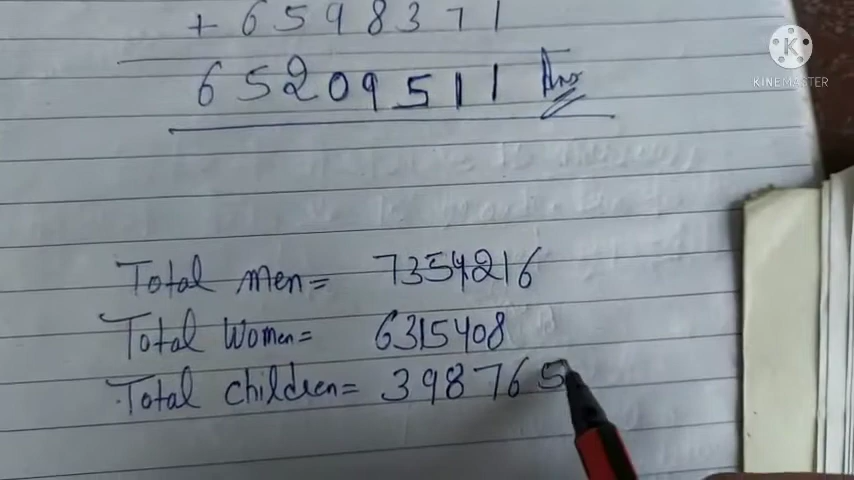 + 6598371
65209511 Ans
Total men= 7354216
Total Women= 6315408
Total children= 398765
K
KINEMASTER